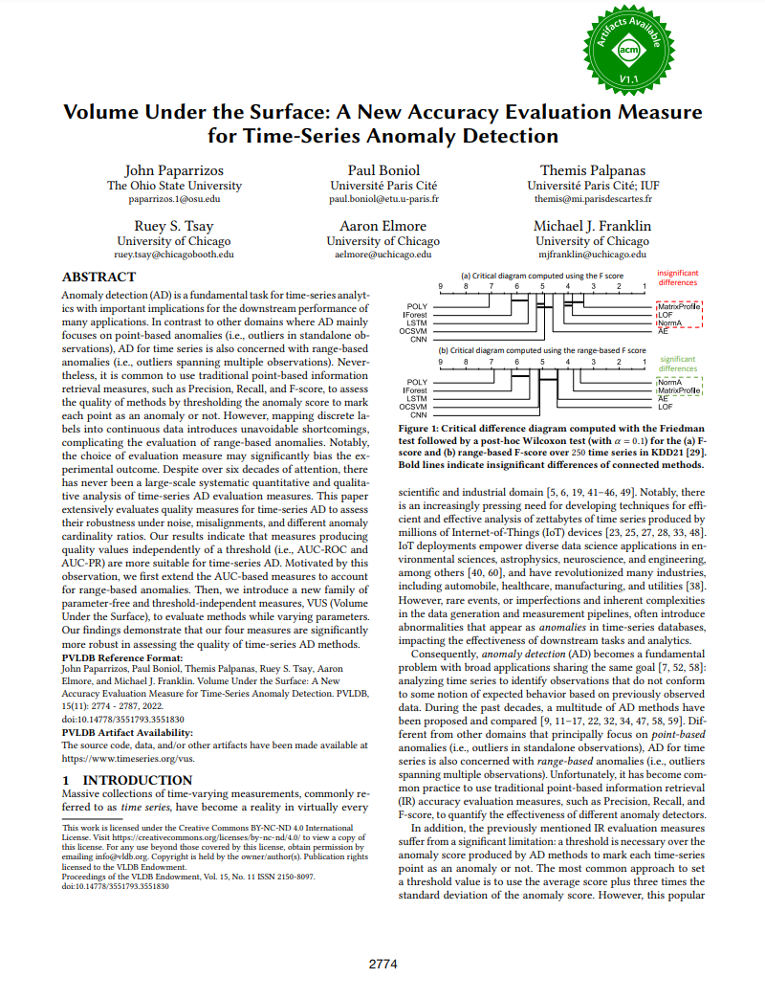 Artifacts Available
acm
V1.1
Volume Under the Surface: A New Accuracy Evaluation Measure
for Time-Series Anomaly Detection
John Paparrizos
The Ohio State University
paparrizos.1@osu.edu
Paul Boniol
Université Paris Cité
paul.boniol@etu.u-paris.fr
Themis Palpanas
Université Paris Cité; IUF
themis@mi.parisdescartes.fr
Ruey S. Tsay
University of Chicago
ruey.tsay@chicagobooth.edu
Aaron Elmore
University of Chicago
aelmore@uchicago.edu
Michael J. Franklin
University of Chicago
mjfranklin@uchicago.edu
ABSTRACT
Anomaly detection (AD) is a fundamental task for time-series analyt-
ics with important implications for the downstream performance of
many applications. In contrast to other domains where AD mainly
focuses on point-based anomalies (i.e., outliers in standalone ob-
servations), AD for time series is also concerned with range-based
anomalies (i.e., outliers spanning multiple observations). Never-
theless, it is common to use traditional point-based information
retrieval measures, such as Precision, Recall, and F-score, to assess
the quality of methods by thresholding the anomaly score to mark
each point as an anomaly or not. However, mapping discrete la-
bels into continuous data introduces unavoidable shortcomings,
complicating the evaluation of range-based anomalies. Notably,
the choice of evaluation measure may significantly bias the ex-
perimental outcome. Despite over six decades of attention, there
has never been a large-scale systematic quantitative and qualita-
tive analysis of time-series AD evaluation measures. This paper
extensively evaluates quality measures for time-series AD to assess
their robustness under noise, misalignments, and different anomaly
cardinality ratios. Our results indicate that measures producing
quality values independently of a threshold (i.e., AUC-ROC and
AUC-PR) are more suitable for time-series AD. Motivated by this
observation, we first extend the AUC-based measures to account
for range-based anomalies. Then, we introduce a new family of
parameter-free and threshold-independent measures, VUS (Volume
Under the Surface), to evaluate methods while varying parameters.
Our findings demonstrate that our four measures are significantly
more robust in assessing the quality of time-series AD methods.
PVLDB Reference Format:
John Paparrizos, Paul Boniol, Themis Palpanas, Ruey S. Tsay, Aaron
Elmore, and Michael J. Franklin. Volume Under the Surface: A New
Accuracy Evaluation Measure for Time-Series Anomaly Detection. PVLDB,
15(11): 2774 - 2787, 2022.
doi:10.14778/3551793.3551830
PVLDB Artifact Availability:
The source code, data, and/or other artifacts have been made available at
https://www.timeseries.org/vus.
1 INTRODUCTION
Massive collections of time-varying measurements, commonly re-
ferred to as time series, have become a reality in virtually every
This work is licensed under the Creative Commons BY-NC-ND 4.0 International
License. Visit https://creativecommons.org/licenses/by-nc-nd/4.0/ to view a copy of
this license. For any use beyond those covered by this license, obtain permission by
emailing info@vldb.org. Copyright is held by the owner/author(s). Publication rights
licensed to the VLDB Endowment.
Proceedings of the VLDB Endowment, Vol. 15, No. 11 ISSN 2150-8097.
doi:10.14778/3551793.3551830
(a) Critical diagram computed using the F score
insignificant
differences
9 8 7 6 5 4 3 2 1
POLY
IForest
LSTM
OCSVM
CNN
MatrixProfile
LOF
NormA
AE
(b) Critical diagram computed using the range-based F score
significant
differences
9 8 7 6 5 4 3 2 1
POLY
IForest
LSTM
OCSVM
CNN
NormA
MatrixProfile
AE
LOF
Figure 1: Critical difference diagram computed with the Friedman
test followed by a post-hoc Wilcoxon test (with α = 0.1) for the (a) F-
score and (b) range-based F-score over 250 time series in KDD21 [29].
Bold lines indicate insignificant differences of connected methods.
scientific and industrial domain [5, 6, 19, 41–46, 49]. Notably, there
is an increasingly pressing need for developing techniques for effi-
cient and effective analysis of zettabytes of time series produced by
millions of Internet-of-Things (IoT) devices [23, 25, 27, 28, 33, 48].
IoT deployments empower diverse data science applications in en-
vironmental sciences, astrophysics, neuroscience, and engineering,
among others [40, 60], and have revolutionized many industries,
including automobile, healthcare, manufacturing, and utilities [38].
However, rare events, or imperfections and inherent complexities
in the data generation and measurement pipelines, often introduce
abnormalities that appear as anomalies in time-series databases,
impacting the effectiveness of downstream tasks and analytics.
Consequently, anomaly detection (AD) becomes a fundamental
problem with broad applications sharing the same goal [7, 52, 58]:
analyzing time series to identify observations that do not conform
to some notion of expected behavior based on previously observed
data. During the past decades, a multitude of AD methods have
been proposed and compared [9, 11–17, 22, 32, 34, 47, 58, 59]. Dif-
ferent from other domains that principally focus on point-based
anomalies (i.e., outliers in standalone observations), AD for time
series is also concerned with range-based anomalies (i.e., outliers
spanning multiple observations). Unfortunately, it has become com-
mon practice to use traditional point-based information retrieval
(IR) accuracy evaluation measures, such as Precision, Recall, and
F-score, to quantify the effectiveness of different anomaly detectors.
In addition, the previously mentioned IR evaluation measures
suffer from a significant limitation: a threshold is necessary over the
anomaly score produced by AD methods to mark each time-series
point as an anomaly or not. The most common approach to set
a threshold value is to use the average score plus three times the
standard deviation of the anomaly score. However, this popular
2774